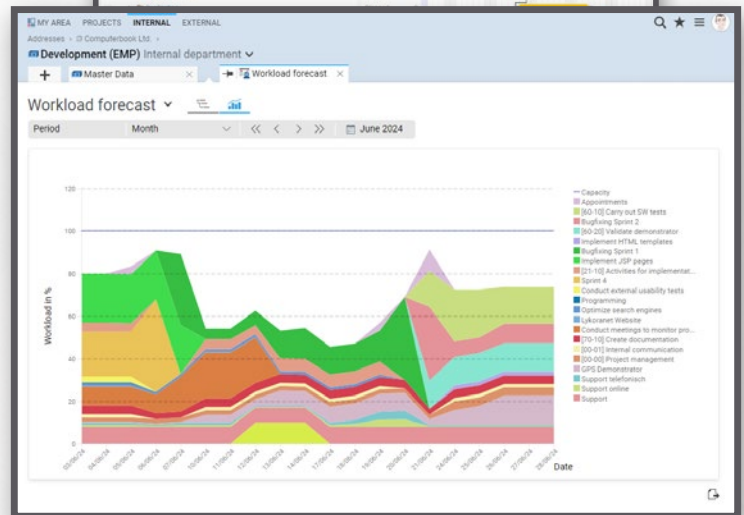 MY AREA PROJECTS INTERNAL EXTERNAL
Addresses Computerbook Ltd.
Development (EMP) Internal department
+ Master Data × Workload forecast ×
Workload forecast
Period Month June 2024
120
100
80
60
40
20
0
Workload in %
03/06/24 04/06/24 05/06/24 06/06/24 07/06/24 10/06/24 11/06/24 12/06/24 13/06/24 14/06/24 17/06/24 18/06/24 19/06/24 20/06/24 21/06/24 24/06/24 25/06/24 26/06/24 27/06/24 28/06/24
Date
Capacity
Appointments
[60-10] Carry out SW tests
Bugfixing Sprint 2
[60-20] Validate demonstrator
Implement HTML templates
Bugfixing Sprint 1
Implement JSP pages
[21-10] Activities for implementat...
Sprint 4
Conduct external usability tests
Programming
Optimize search engines
Lykoranet Website
Conduct meetings to monitor pro...
[70-10] Create documentation
[00-01] Internal communication
[00-00] Project management
GPS Demonstrator
Support telefonisch
Support online
Support